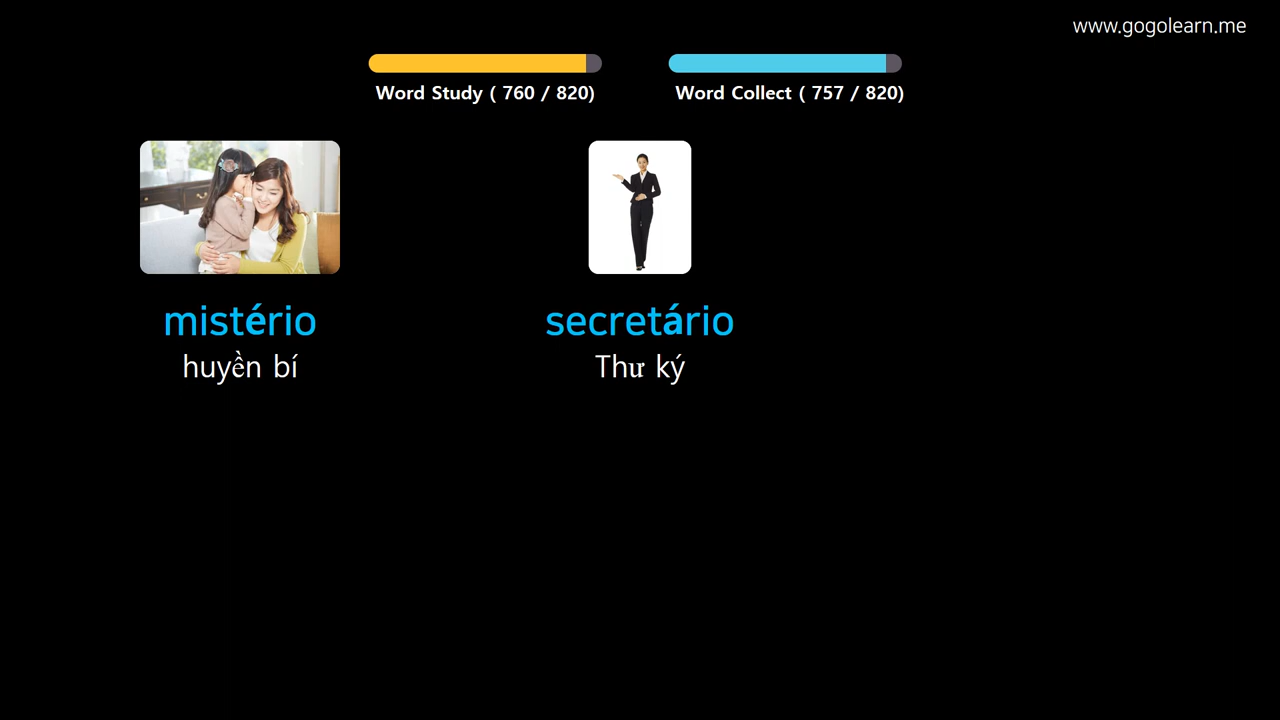 www.gogolearn.me
Word Study ( 760 / 820)
Word Collect ( 757 / 820)
mistério
secretário
huyền bí
Thư ký